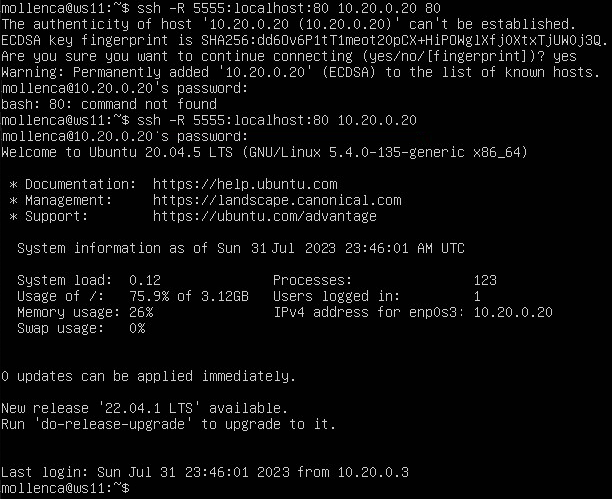 mollenca@ws11:~$ ssh -R 5555:localhost:80 10.20.0.20 80
The authenticity of host '10.20.0.20 (10.20.0.20)' can't be established.
ECDSA key fingerprint is SHA256:dd6Ov6P1tT1meot20pCX+HiPOWglXfj0XtxTjUW0j3Q.
Are you sure you want to continue connecting (yes/no/[fingerprint])? yes
Warning: Permanently added '10.20.0.20' (ECDSA) to the list of known hosts.
mollenca@10.20.0.20's password:
bash: 80: command not found
mollenca@ws11:~$ ssh -R 5555:localhost:80 10.20.0.20
mollenca@10.20.0.20's password:
Welcome to Ubuntu 20.04.5 LTS (GNU/Linux 5.4.0-135-generic x86_64)
* Documentation: https://help.ubuntu.com
* Management: https://landscape.canonical.com
* Support: https://ubuntu.com/advantage
System information as of Sun 31 Jul 2023 23:46:01 AM UTC
System load: 0.12 Processes: 123
Usage of /: 75.9% of 3.12GB Users logged in: 1
Memory usage: 26% IPv4 address for enp0s3: 10.20.0.20
Swap usage: 0%
0 updates can be applied immediately.
New release '22.04.1 LTS' available.
Run 'do-release-upgrade' to upgrade to it.
Last login: Sun Jul 31 23:46:01 2023 from 10.20.0.3
mollenca@ws11:~$